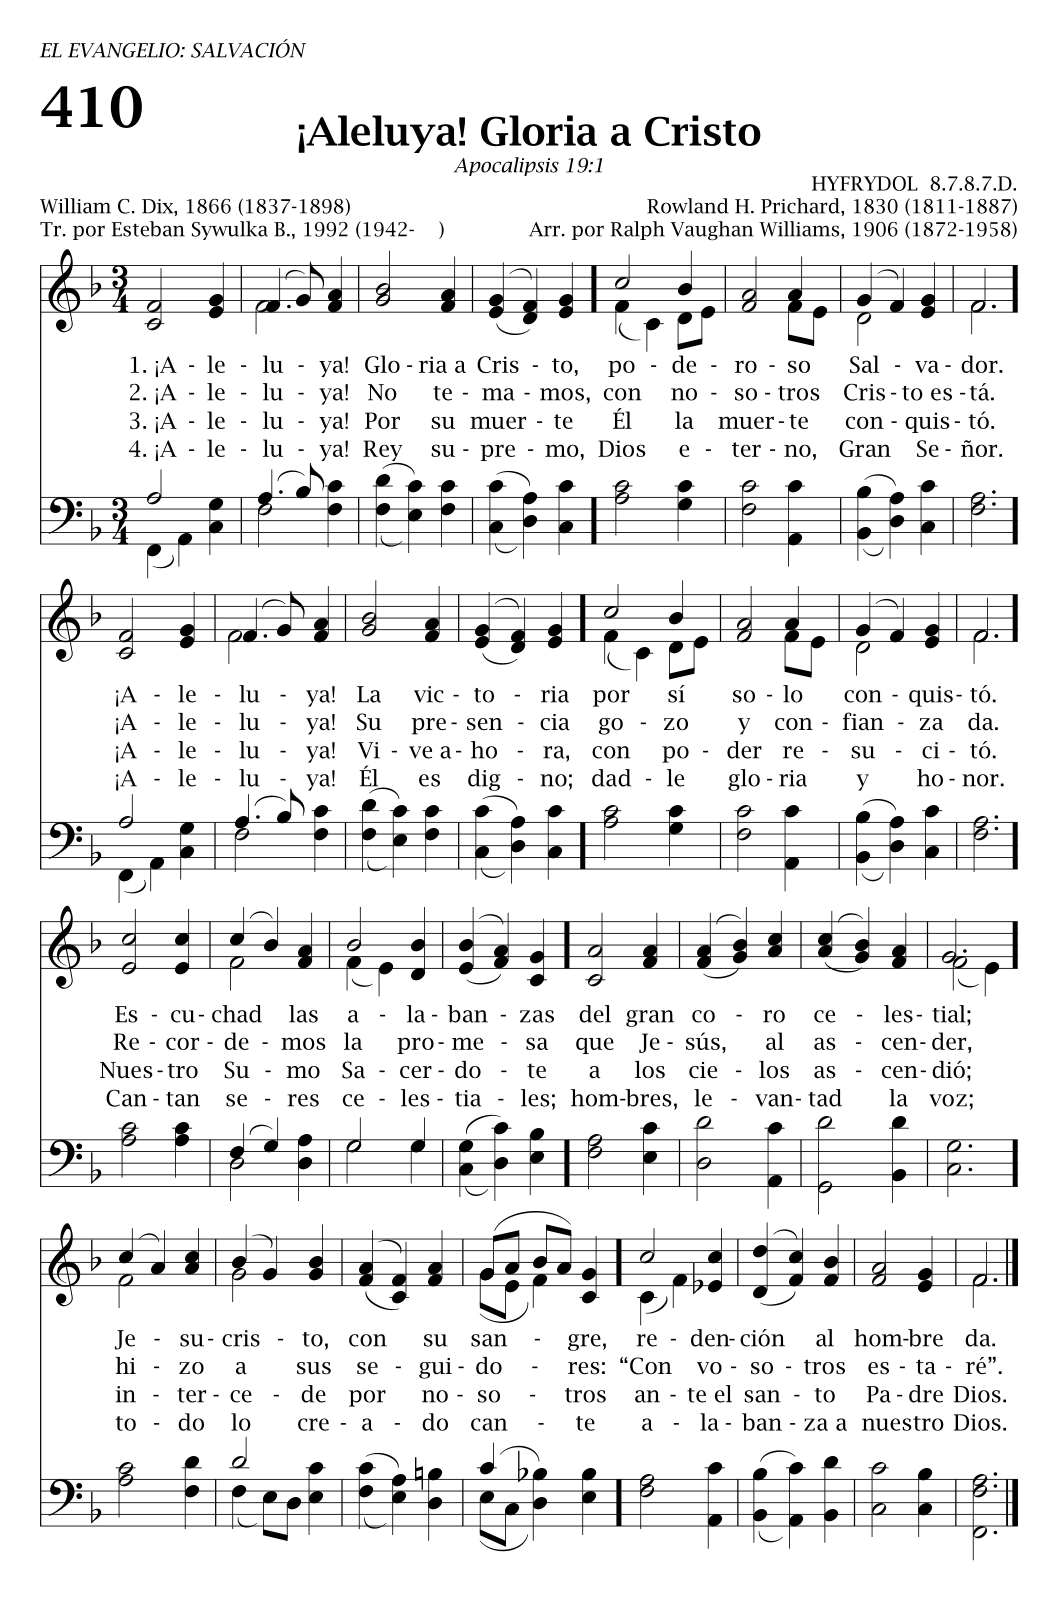 EL EVANGELIO: SALVACIÓN
410
¡Aleluya! Gloria a Cristo
Apocalipsis 19:1
HYFRYDOL 8.7.8.7.D.
William C. Dix, 1866 (1837-1898) Rowland H. Prichard, 1830 (1811-1887)
Tr. por Esteban Sywulka B., 1992 (1942- ) Arr. por Ralph Vaughan Williams, 1906 (1872-1958)
3 4
1. ¡A - le - lu - ya! Glo - ria a Cris - to, po - de - ro - so Sal - va - dor.
2. ¡A - le - lu - ya! No te - ma - mos, con no - so - tros Cris - to es - tá.
3. ¡A - le - lu - ya! Por su muer - te Él la muer - te con - quis - tó.
4. ¡A - le - lu - ya! Rey su - pre - mo, Dios e - ter - no, Gran Se - ñor.
3 4
¡A - le - lu - ya! La vic - to - ria por sí so - lo con - quis - tó.
¡A - le - lu - ya! Su pre - sen - cia go - zo y con - fian - za da.
¡A - le - lu - ya! Vi - ve a - ho - ra, con po - der re - su - ci - tó.
¡A - le - lu - ya! Él es dig - no; dad - le glo - ria y ho - nor.
Es - cu - chad las a - la - ban - zas del gran co - ro ce - les - tial;
Re - cor - de - mos la pro - me - sa que Je - sús, al as - cen - der,
Nues - tro Su - mo Sa - cer - do - te a los cie - los as - cen - dió;
Can - tan se - res ce - les - tia - les; hom - bres, le - van - tad la voz;
Je - su - cris - to, con su san - gre, re - den - ción al hom - bre da.
hi - zo a sus se - gui - do - res: “Con vo - so - tros es - ta - ré”.
in - ter - ce - de por no - so - tros an - te el san - to Pa - dre Dios.
to - do lo cre - a - do can - te a - la - ban - za a nuestro Dios.